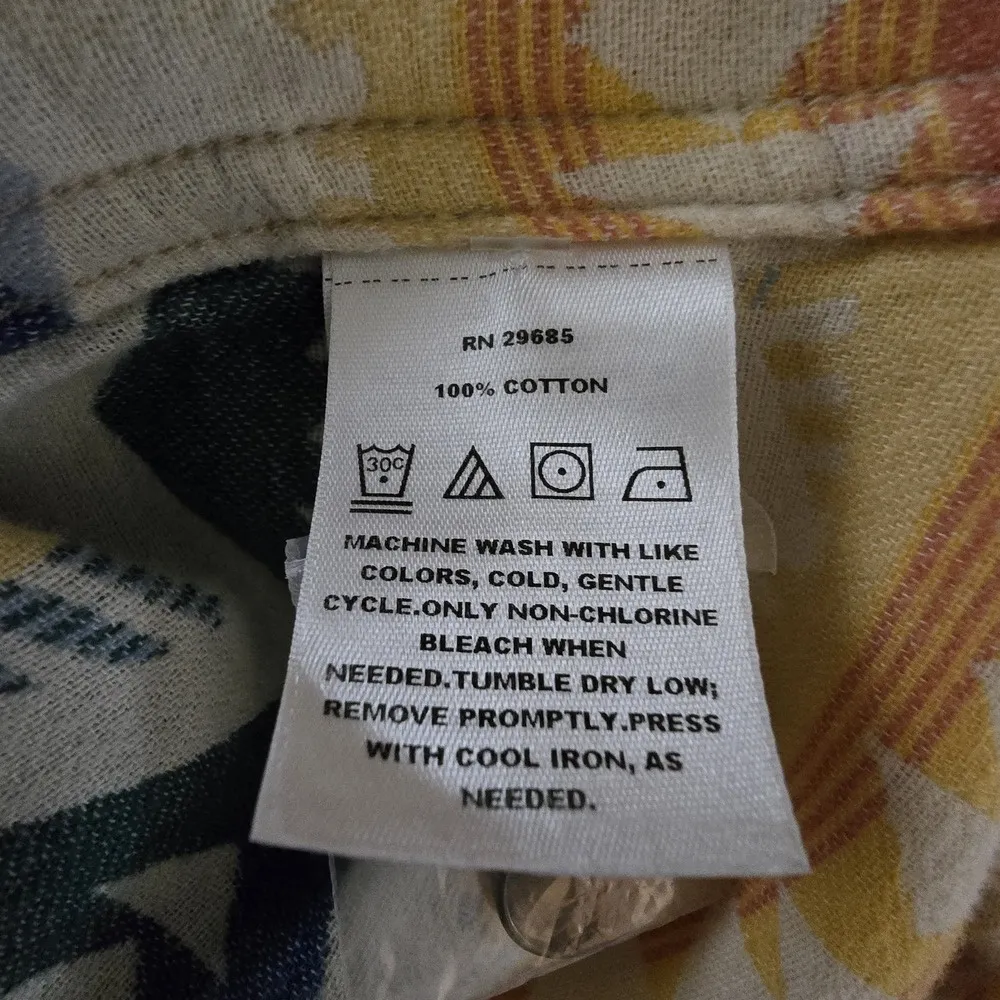 RN 29685
100% COTTON
30C
MACHINE WASH WITH LIKE
COLORS, COLD, GENTLE
CYCLE.ONLY NON-CHLORINE
BLEACH WHEN
NEEDED.TUMBLE DRY LOW;
REMOVE PROMPTLY.PRESS
WITH COOL IRON, AS
NEEDED.